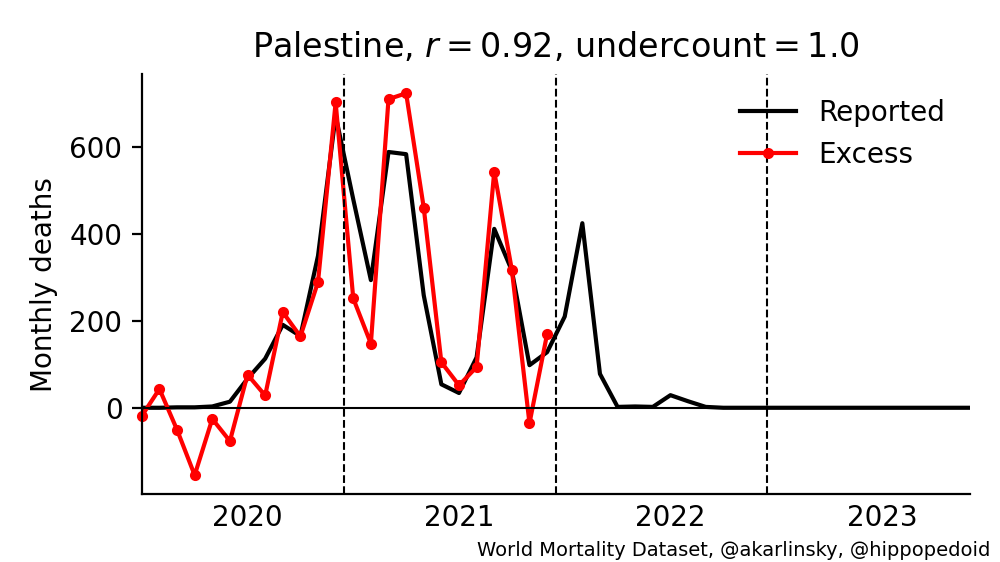 Palestine, r = 0.92, undercount = 1.0
Reported
Excess
Monthly deaths
600
400
200
0
2020
2021
2022
2023
World Mortality Dataset, @akarlinsky, @hippopedoid